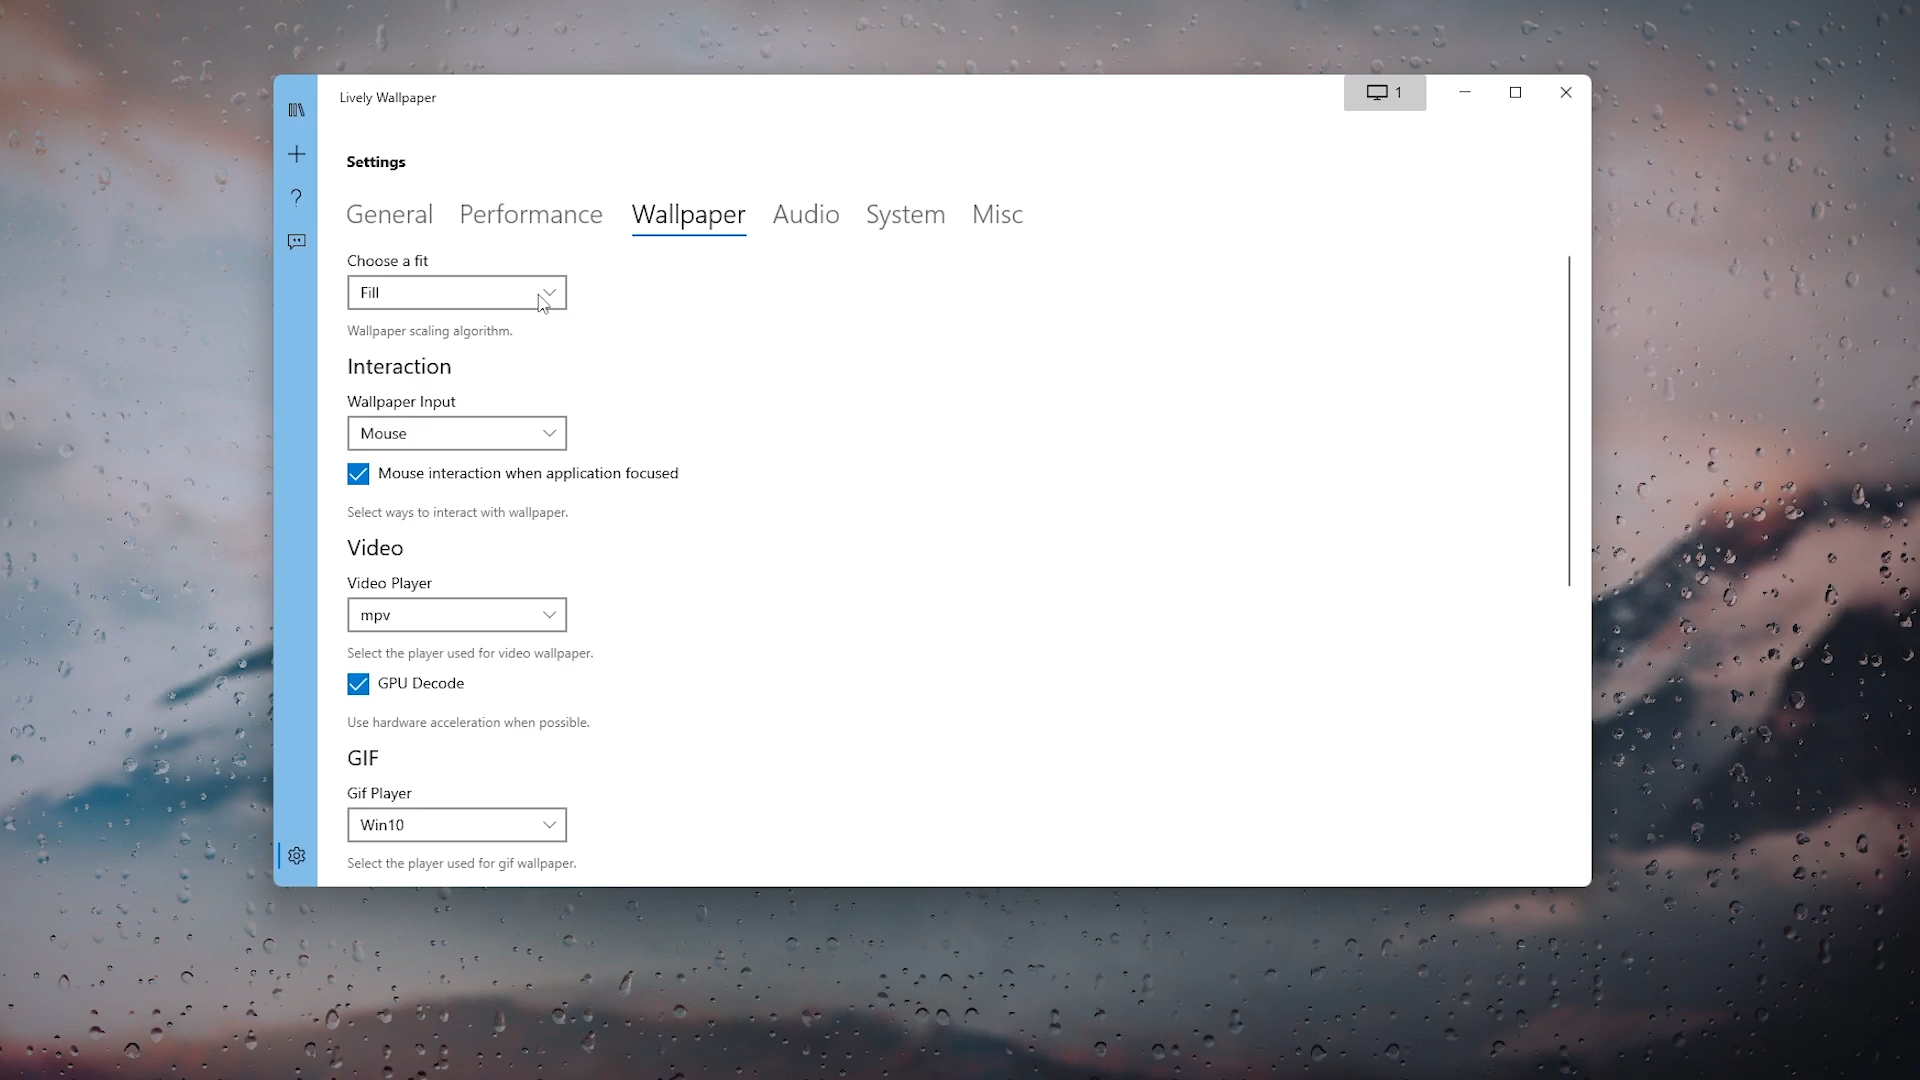 Lively Wallpaper
1
Settings
General Performance Wallpaper Audio System Misc
Choose a fit
Fill
Wallpaper scaling algorithm.
Interaction
Wallpaper Input
Mouse
Mouse interaction when application focused
Select ways to interact with wallpaper.
Video
Video Player
mpv
Select the player used for video wallpaper.
GPU Decode
Use hardware acceleration when possible.
GIF
Gif Player
Win10
Select the player used for gif wallpaper.